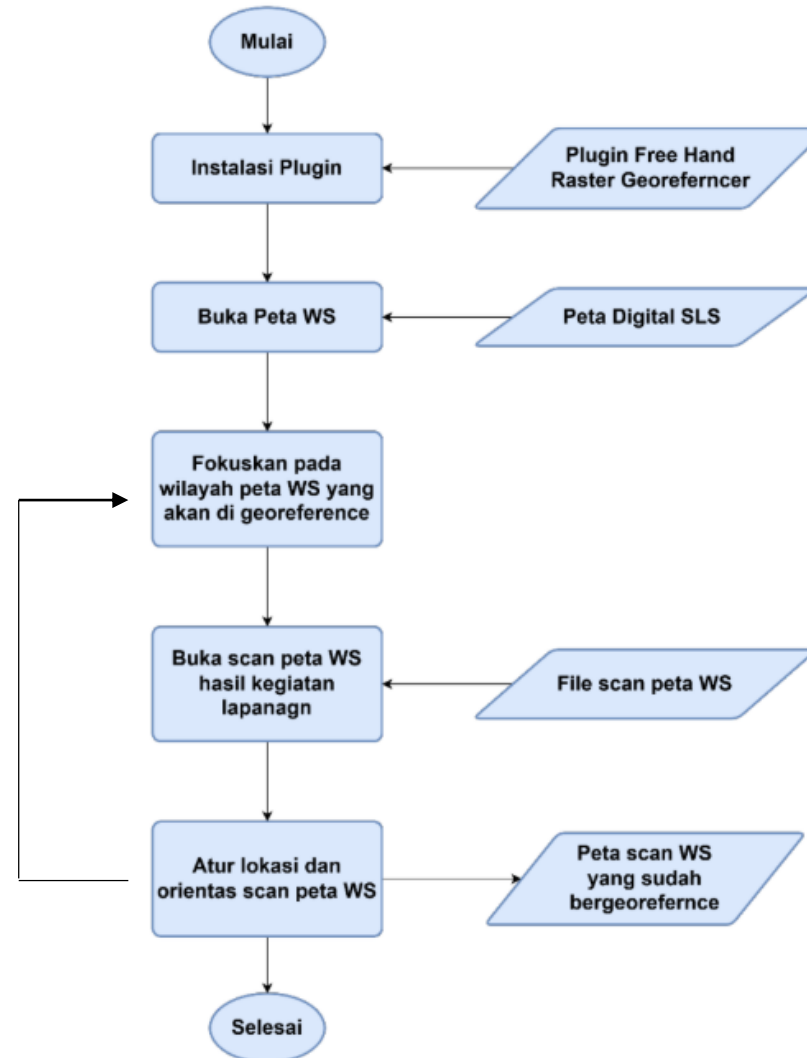 Mulai
Instalasi Plugin
Plugin Free Hand
Raster Georeferncer
Buka Peta WS
Peta Digital SLS
Fokuskan pada
wilayah peta WS yang
akan di georeference
Buka scan peta WS
hasil kegiatan
lapanagn
File scan peta WS
Atur lokasi dan
orientas scan peta WS
Peta scan WS
yang sudah
bergeorefernce
Selesai